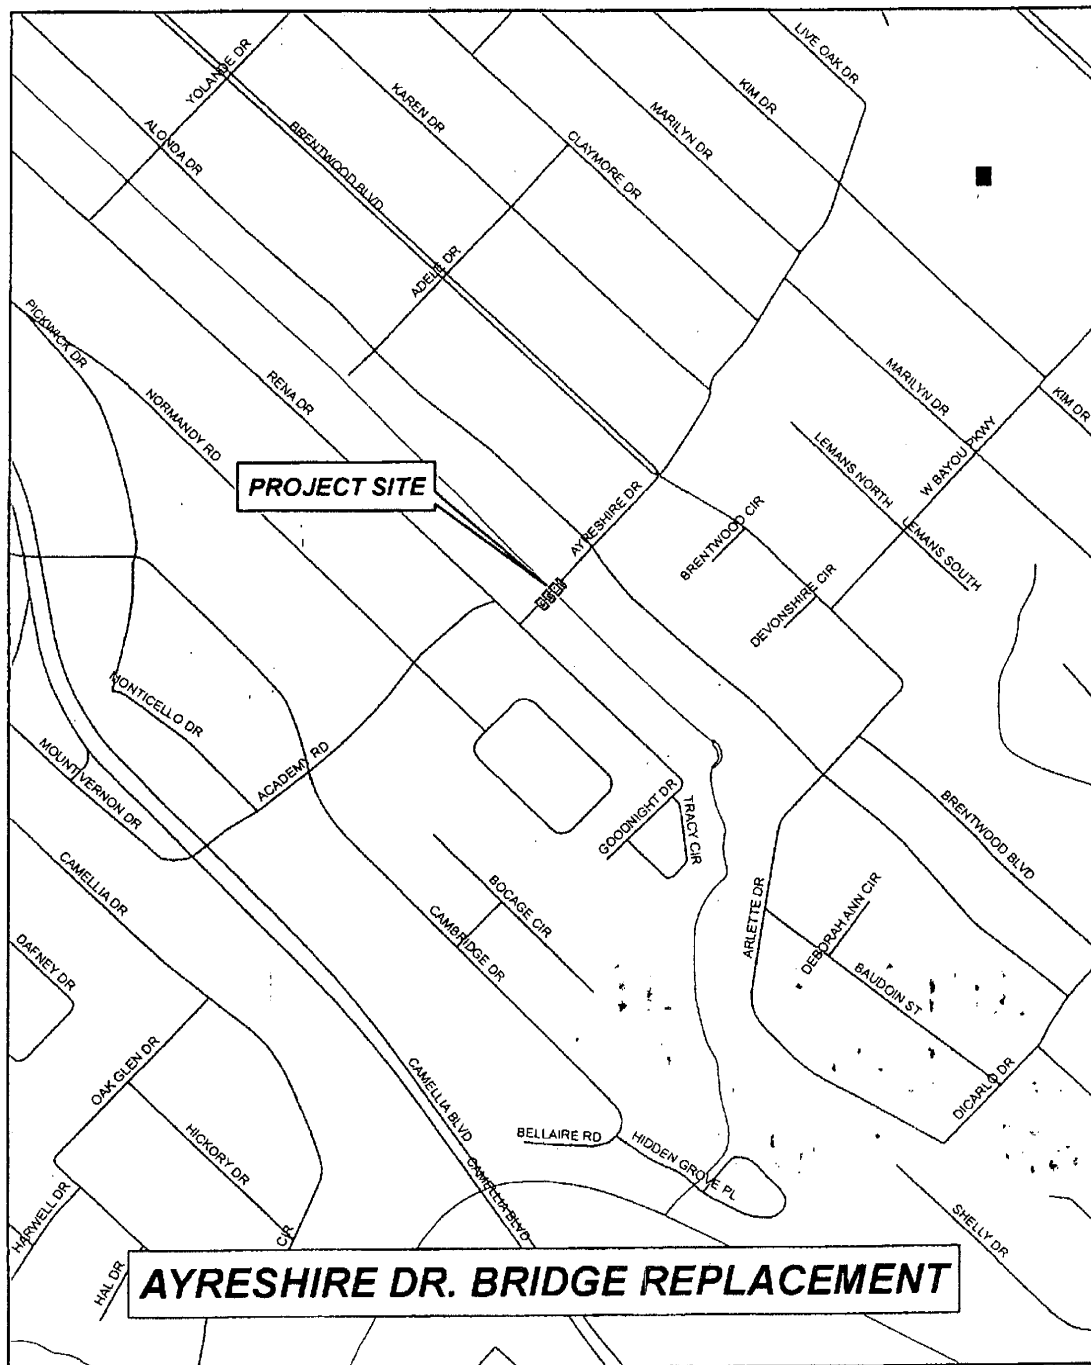 LIVE OAK DR
YOLANDE DR
KIM DR
KAREN DR
MARILYN DR
ALONDA DR
BRENTWOOD BLVD
CLAYMORE DR
ADELE DR
PICKWICK DR
RENA DR
NORMANDY RD
MARILYN DR
KIM DR
LEMANS NORTH
W BAYOU PKWY
PROJECT SITE
AYRESHIRE DR
BRENTWOOD CIR
LEMANS SOUTH
DEVONSHIRE CIR
MONTICELLO DR
ACADEMY RD
MOUNT VERNON DR
GOODNIGHT DR
TRACY CIR
BRENTWOOD BLVD
CAMELLIA DR
BOCAGE CIR
CAMBRIDGE DR
ARLETTE DR
DEBORAH ANN CIR
BAUDOIN ST
DAFNEY DR
OAK GLEN DR
CAMELLIA BLVD
DICARLO DR
HICKORY DR
BELLAIRE RD
HIDDEN GROVE PL
CAMELLIA BLVD
HARWELL DR
SHELLY DR
CIR
HAL DR
AYRESHIRE DR. BRIDGE REPLACEMENT